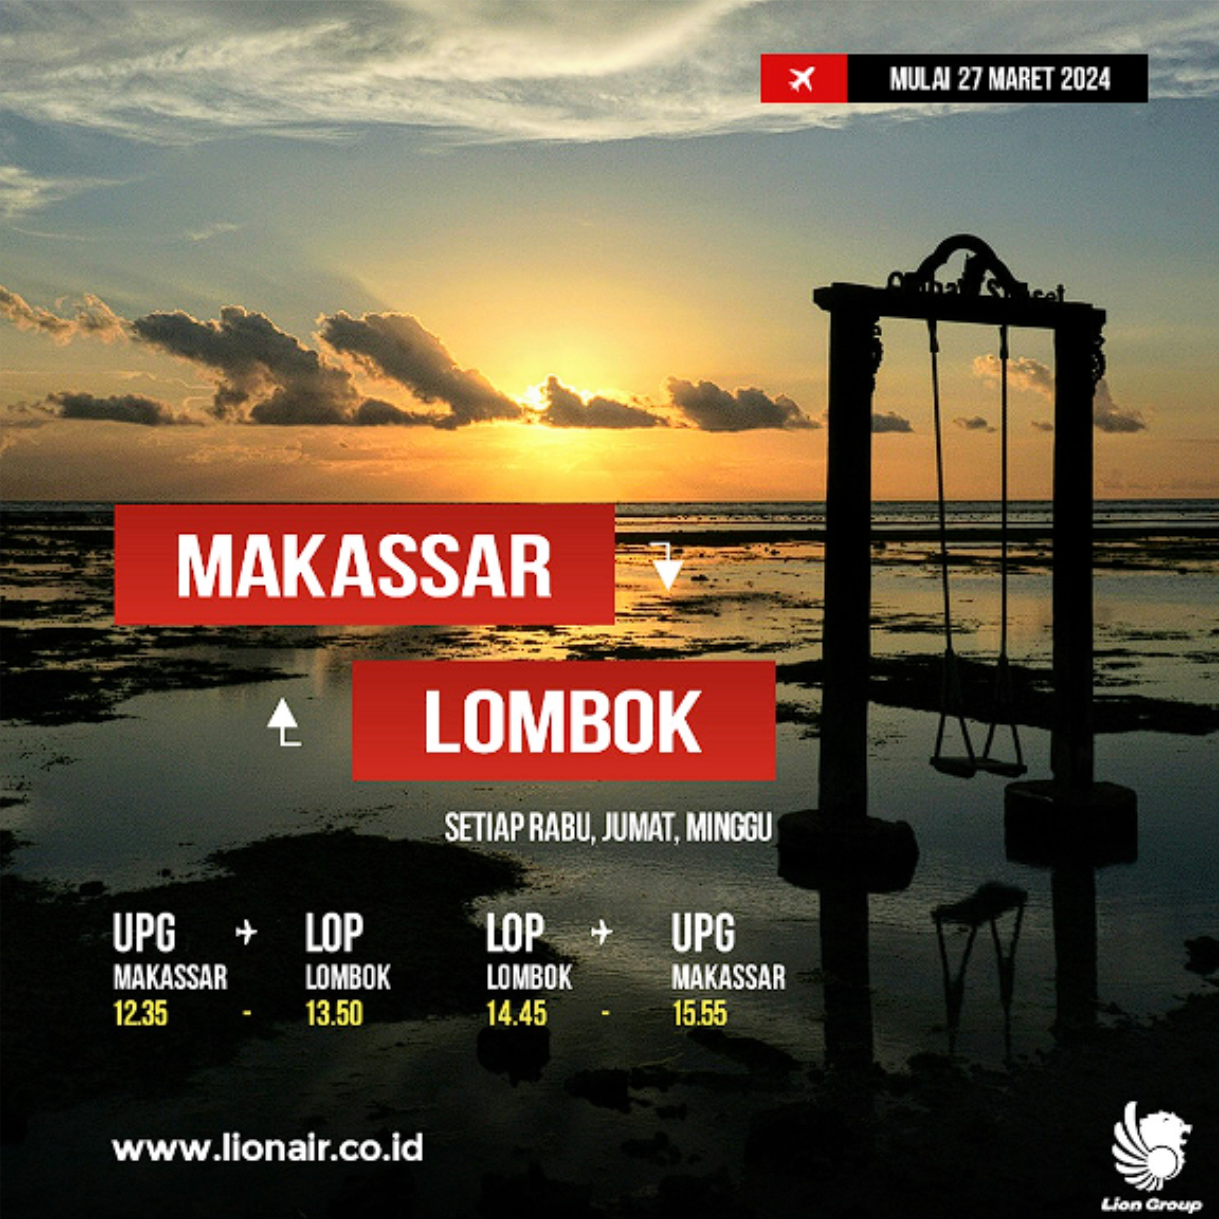 MULAI 27 MARET 2024
MAKASSAR
LOMBOK
SETIAP RABU, JUMAT, MINGGU
UPG LOP LOP UPG
MAKASSAR LOMBOK LOMBOK MAKASSAR
12.35 - 13.50 14.45 - 15.55
www.lionair.co.id
Lion Group